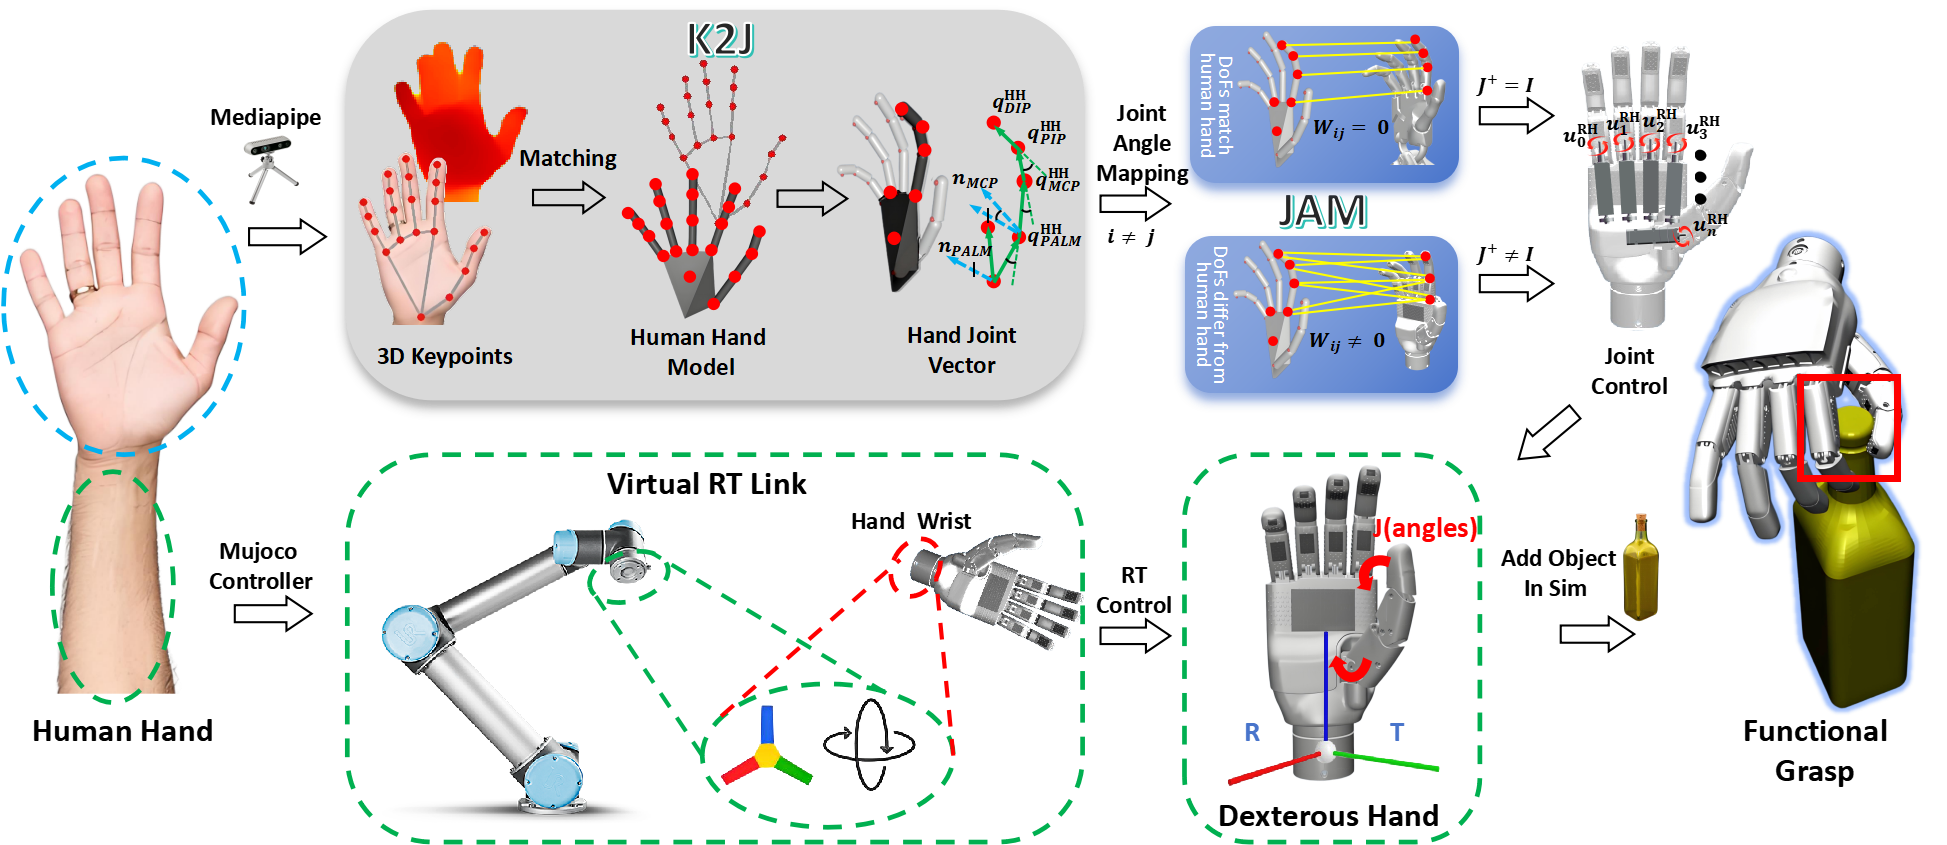 K2J
Mediapipe
Matching
3D Keypoints
Human Hand
Model
Hand Joint
Vector
q_{DIP}^{HH}
q_{PIP}^{HH}
q_{MCP}^{HH}
q_{PALM}^{HH}
n_{MCP}
n_{PALM}
Joint
Angle
Mapping
i ≠ j
DoFs match
human hand
W_{ij} = 0
JAM
DoFs differ from
human hand
W_{ij} ≠ 0
J^+ = I
J^+ ≠ I
u_0^{RH}
u_1^{RH}
u_2^{RH}
u_3^{RH}
u_n^{RH}
Joint
Control
Human Hand
Mujoco
Controller
Virtual RT Link
Hand Wrist
RT
Control
J(angles)
R
T
Dexterous Hand
Add Object
In Sim
Functional
Grasp